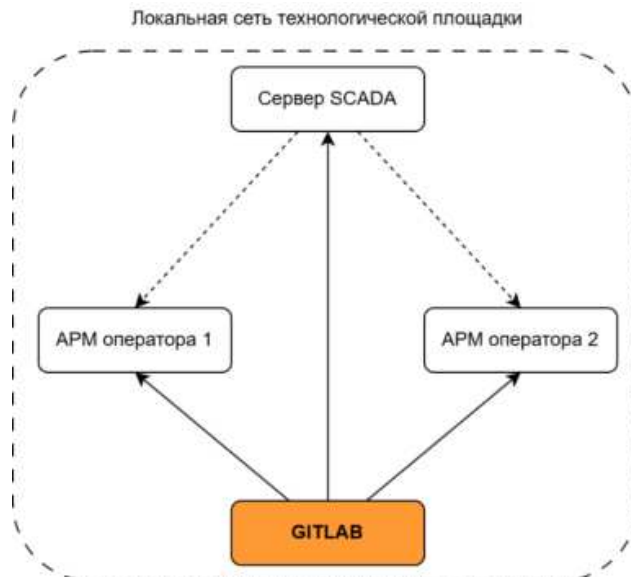 Локальная сеть технологической площадки
Сервер SCADA
АРМ оператора 1
АРМ оператора 2
GITLAB